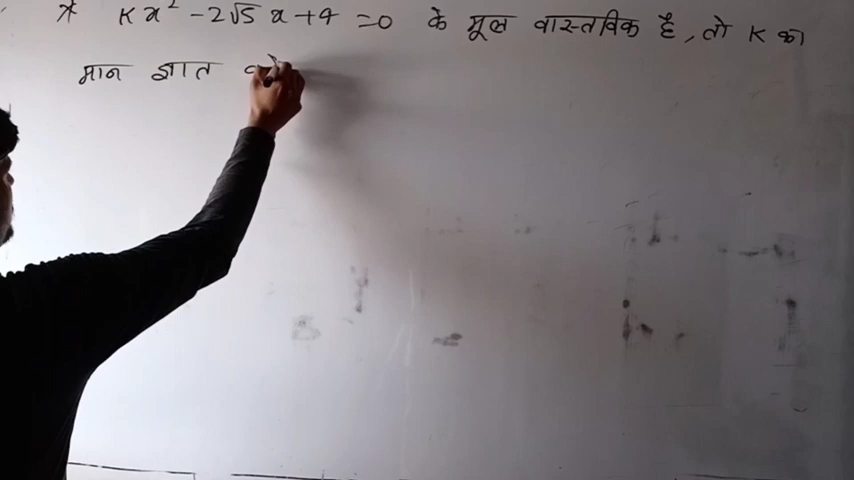 * Kx² - 2√5 x + 4 = 0 के मूल वास्तविक है, तो K का
मान ज्ञात